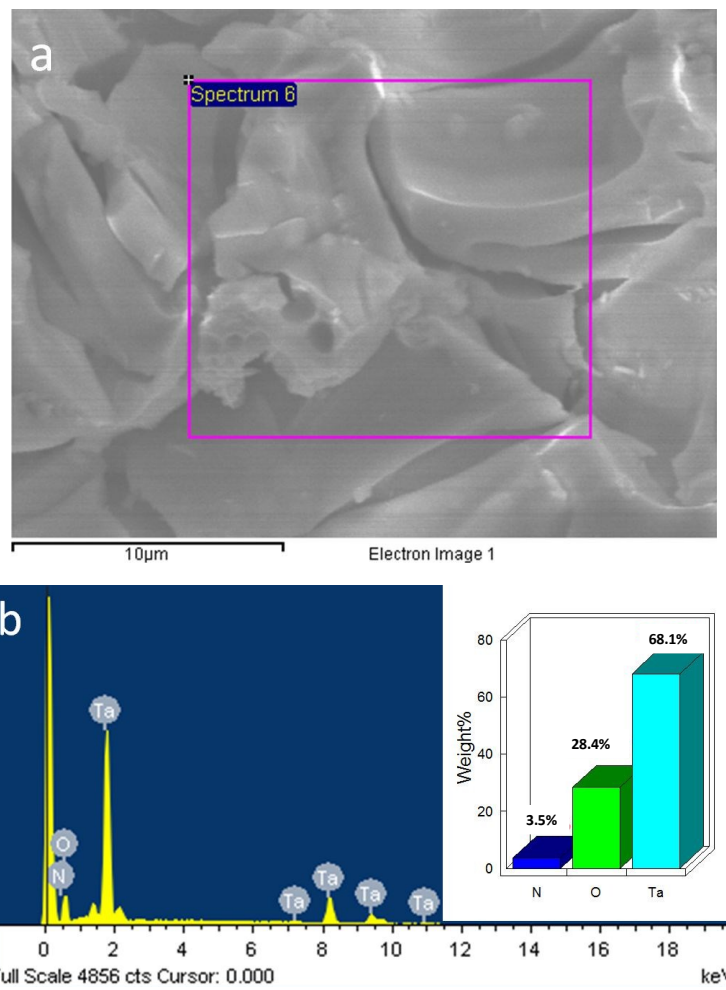 a
Spectrum 6
10μm
Electron Image 1
b
Ta
O
N
Ta
Ta
Ta
Ta
0 2 4 6 8 10 12 14 16 18
ull Scale 4856 cts Cursor: 0.000
keV
Weight%
80
60
40
20
0
3.5%
28.4%
68.1%
N O Ta